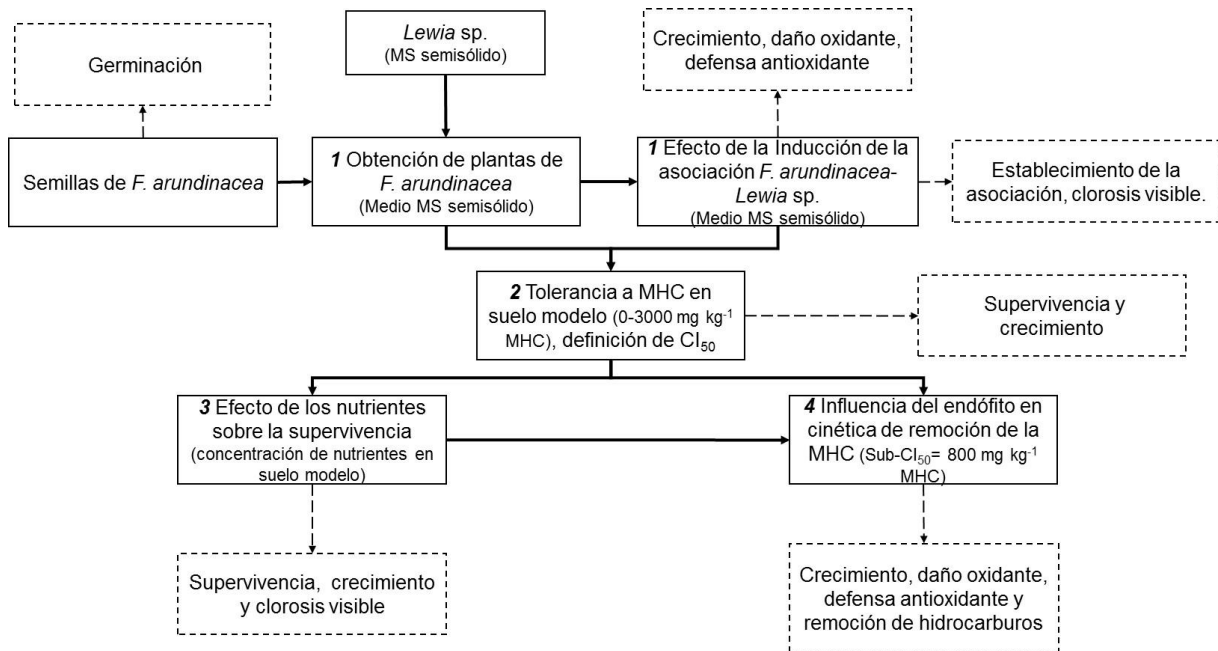 Germinación
Lewia sp.
(MS semisólido)
Crecimiento, daño oxidante,
defensa antioxidante
Semillas de F. arundinacea
1 Obtención de plantas de
F. arundinacea
(Medio MS semisólido)
1 Efecto de la Inducción de la
asociación F. arundinacea-
Lewia sp.
(Medio MS semisólido)
Establecimiento de la
asociación, clorosis visible.
2 Tolerancia a MHC en
suelo modelo (0-3000 mg kg⁻¹
MHC), definición de CI₅₀
Supervivencia y
crecimiento
3 Efecto de los nutrientes
sobre la supervivencia
(concentración de nutrientes en
suelo modelo)
4 Influencia del endófito en
cinética de remoción de la
MHC (Sub-CI₅₀= 800 mg kg⁻¹
MHC)
Supervivencia, crecimiento
y clorosis visible
Crecimiento, daño oxidante,
defensa antioxidante y
remoción de hidrocarburos